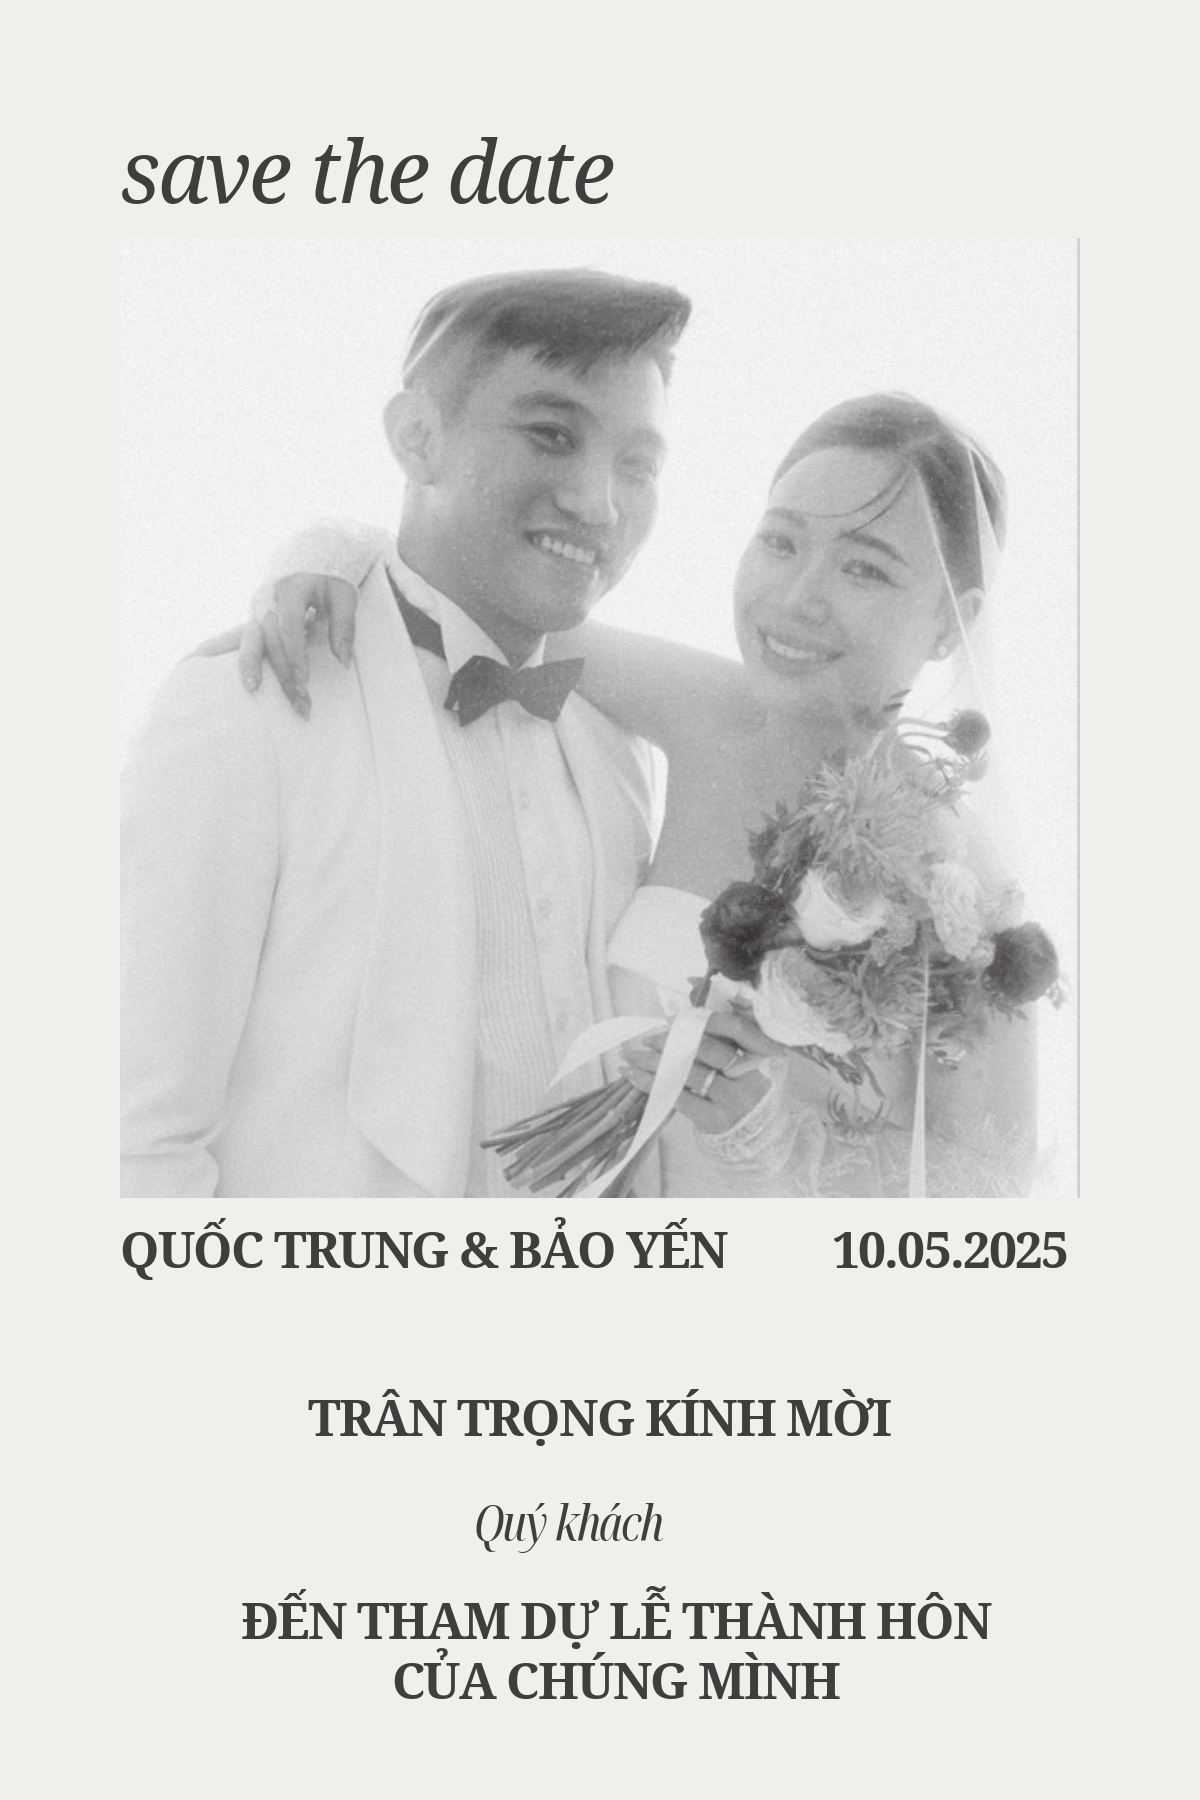 save the date
QUỐC TRUNG & BẢO YẾN 10.05.2025
TRÂN TRỌNG KÍNH MỜI
Quý khách
ĐẾN THAM DỰ LỄ THÀNH HÔN
CỦA CHÚNG MÌNH